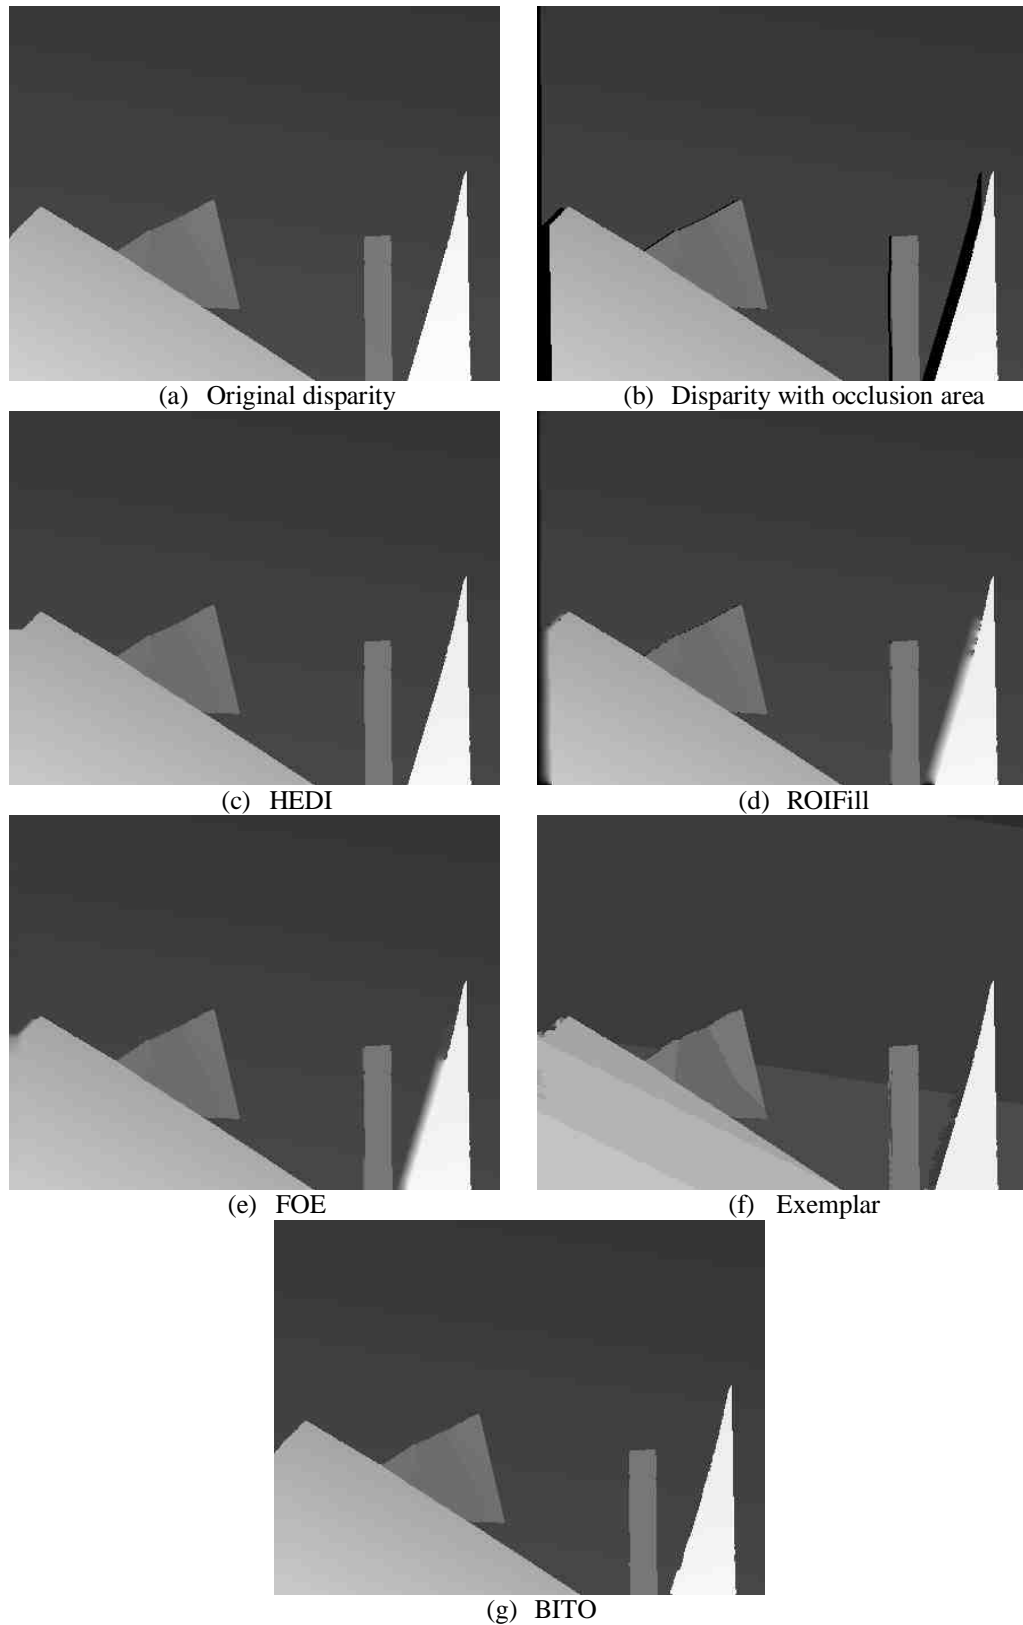 (a) Original disparity
(b) Disparity with occlusion area
(c) HEDI
(d) ROIFill
(e) FOE
(f) Exemplar
(g) BITO